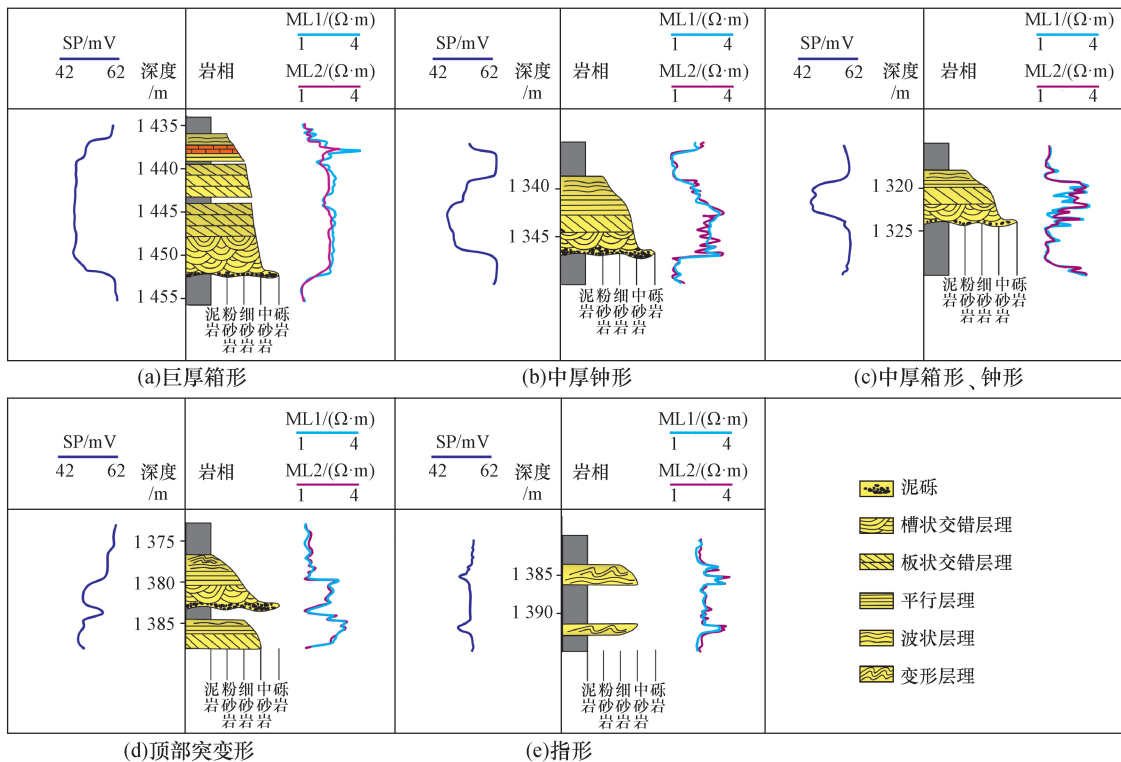 ML1/(Ω·m)
1 4
SP/mV
42 62
深度
/m
岩相
ML2/(Ω·m)
1 4
1 435
1 440
1 445
1 450
1 455
泥岩
粉砂岩
细砂岩
中砂岩
砾岩
(a)巨厚箱形
ML1/(Ω·m)
1 4
SP/mV
42 62
深度
/m
岩相
ML2/(Ω·m)
1 4
1 340
1 345
泥岩
粉砂岩
细砂岩
中砂岩
砾岩
(b)中厚钟形
ML1/(Ω·m)
1 4
SP/mV
42 62
深度
/m
岩相
ML2/(Ω·m)
1 4
1 320
1 325
泥岩
粉砂岩
细砂岩
中砂岩
砾岩
(c)中厚箱形、钟形
ML1/(Ω·m)
1 4
SP/mV
42 62
深度
/m
岩相
ML2/(Ω·m)
1 4
1 375
1 380
1 385
泥岩
粉砂岩
细砂岩
中砂岩
砾岩
(d)顶部突变形
ML1/(Ω·m)
1 4
SP/mV
42 62
深度
/m
岩相
ML2/(Ω·m)
1 4
1 385
1 390
泥岩
粉砂岩
细砂岩
中砂岩
砾岩
(e)指形
泥砾
槽状交错层理
板状交错层理
平行层理
波状层理
变形层理